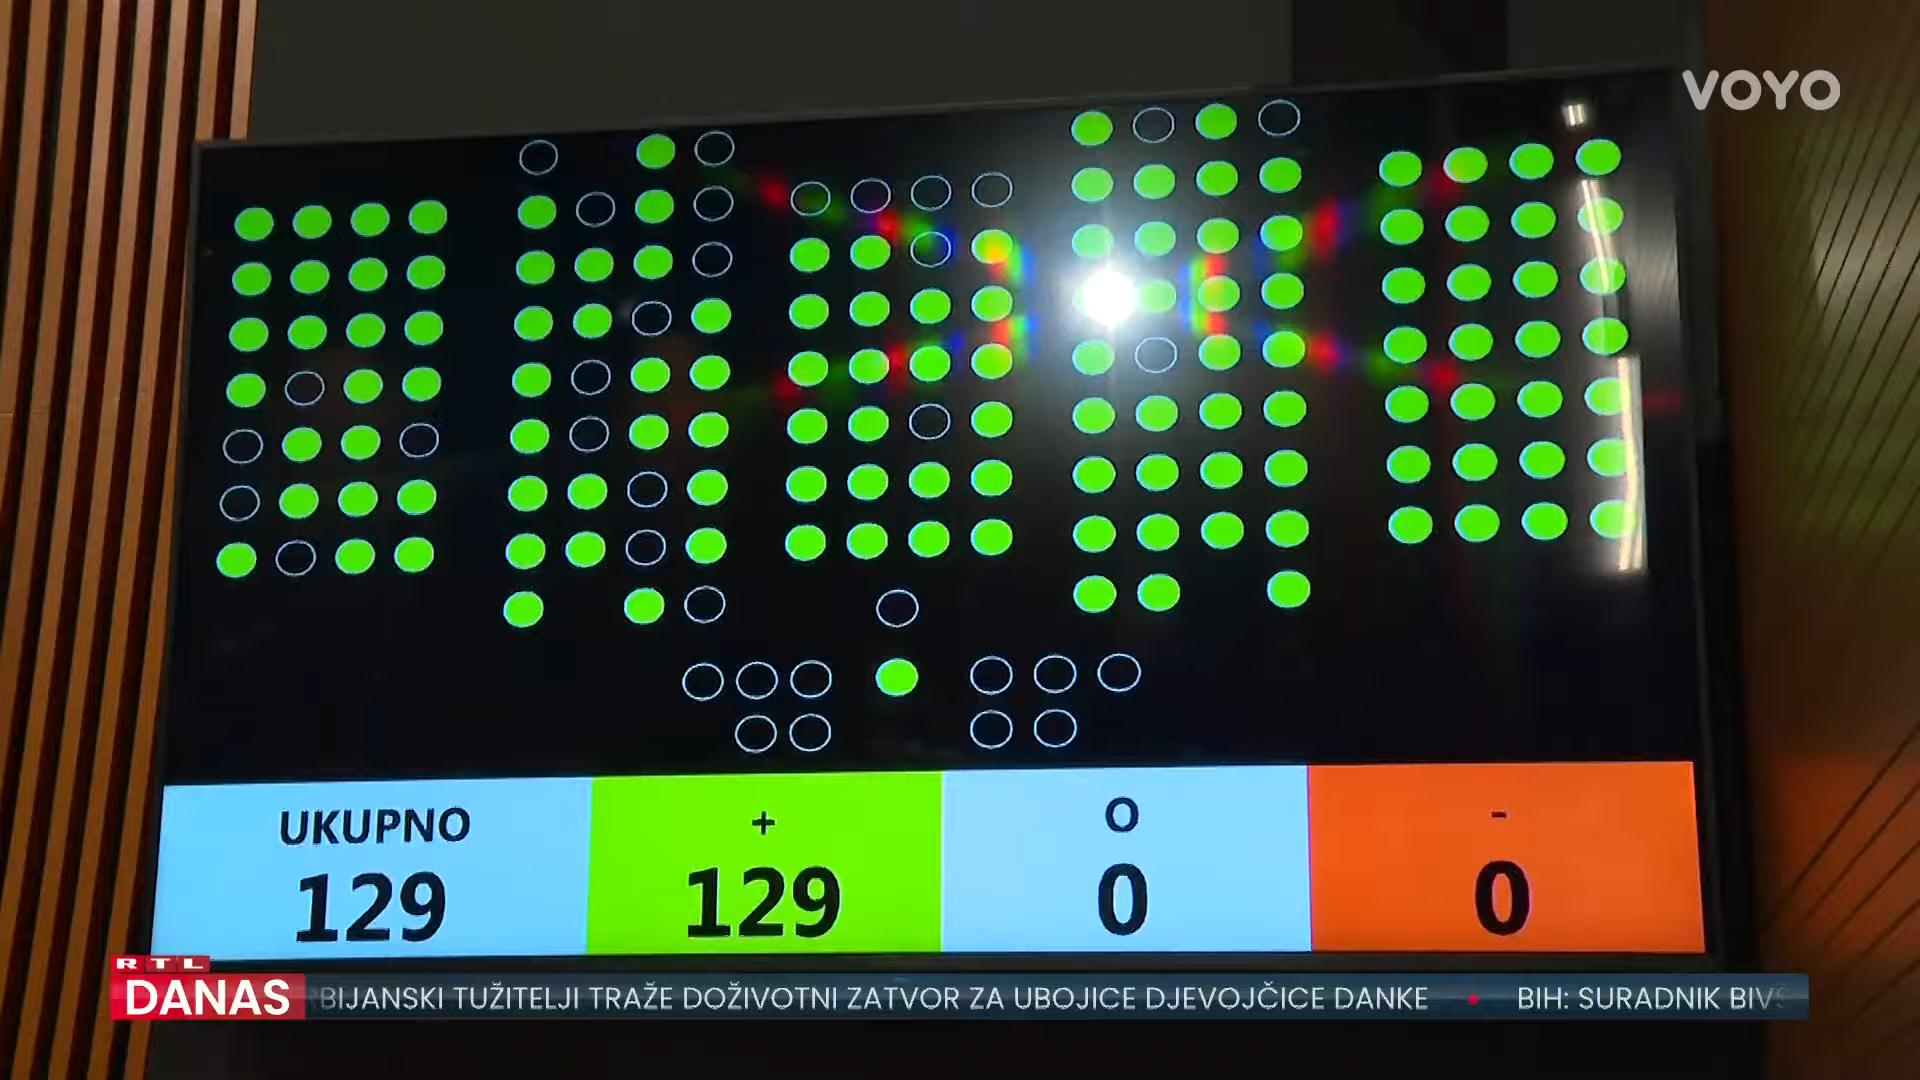 VOYO
UKUPNO + O -
129 129 0 0
RTL
DANAS
BIJANSKI TUŽITELJI TRAŽE DOŽIVOTNI ZATVOR ZA UBOJICE DJEVOJČICE DANKE • BIH: SURADNIK